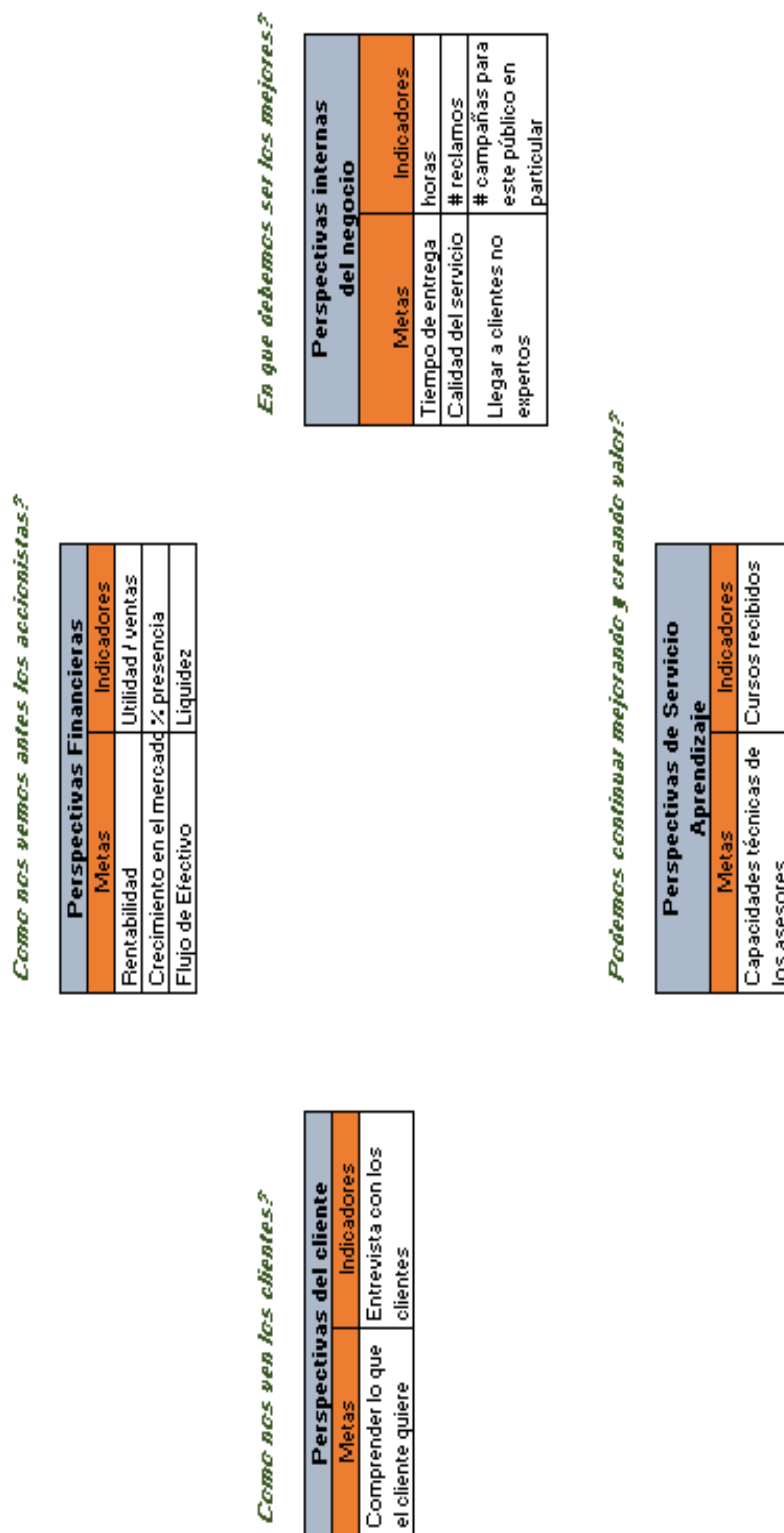 Como nos vemos antes los accionistas?
Perspectivas Financieras
Metas Indicadores
Rentabilidad Utilidad / ventas
Crecimiento en el mercado % presencia
Flujo de Efectivo Liquidez
Como nos ven los clientes?
Perspectivas del cliente
Metas Indicadores
Comprender lo que Entrevista con los
el cliente quiere clientes
En que debemos ser los mejores?
Perspectivas internas
del negocio
Metas Indicadores
Tiempo de entrega horas
Calidad del servicio # reclamos
Llegar a clientes no
expertos
# campañas para
este público en
particular
Podemos continuar mejorando y creando valor?
Perspectivas de Servicio
Aprendizaje
Metas Indicadores
Capacidades técnicas de Cursos recibidos
los asesores